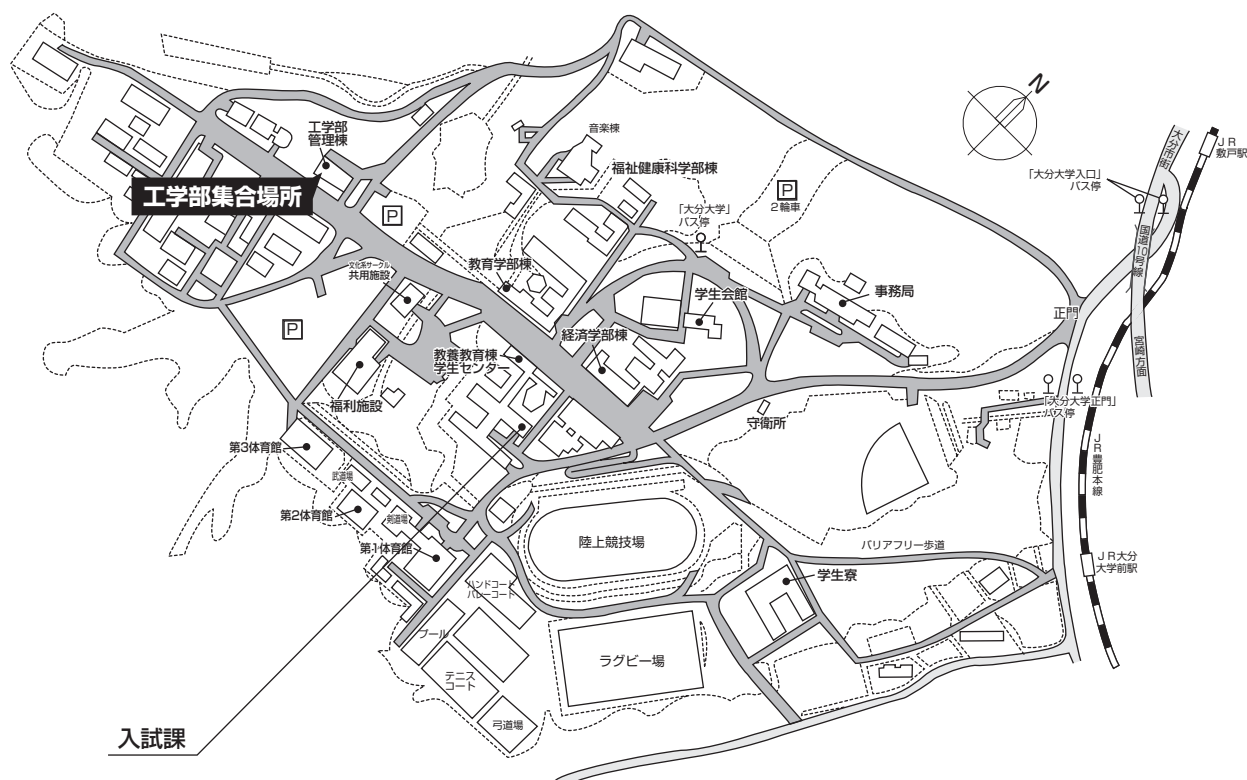 N
工学部
管理棟
工学部集合場所
P
音楽棟
福祉健康科学部棟
P
2輪車
「大分大学」
バス停
大分市街
JR
敷戸駅
「大分大学入口」
バス停
国道10号線
宮崎方面
教育学部棟
文化系サークル
共用施設
学生会館
事務局
正門
P
経済学部棟
教養教育棟
学生センター
福利施設
守衛所
「大分大学正門」
バス停
JR豊肥本線
第3体育館
武道場
第2体育館
剣道場
第1体育館
陸上競技場
バリアフリー歩道
JR大分
大学前駅
ハンドコート
バレーコート
学生寮
プール
ラグビー場
テニス
コート
弓道場
入試課